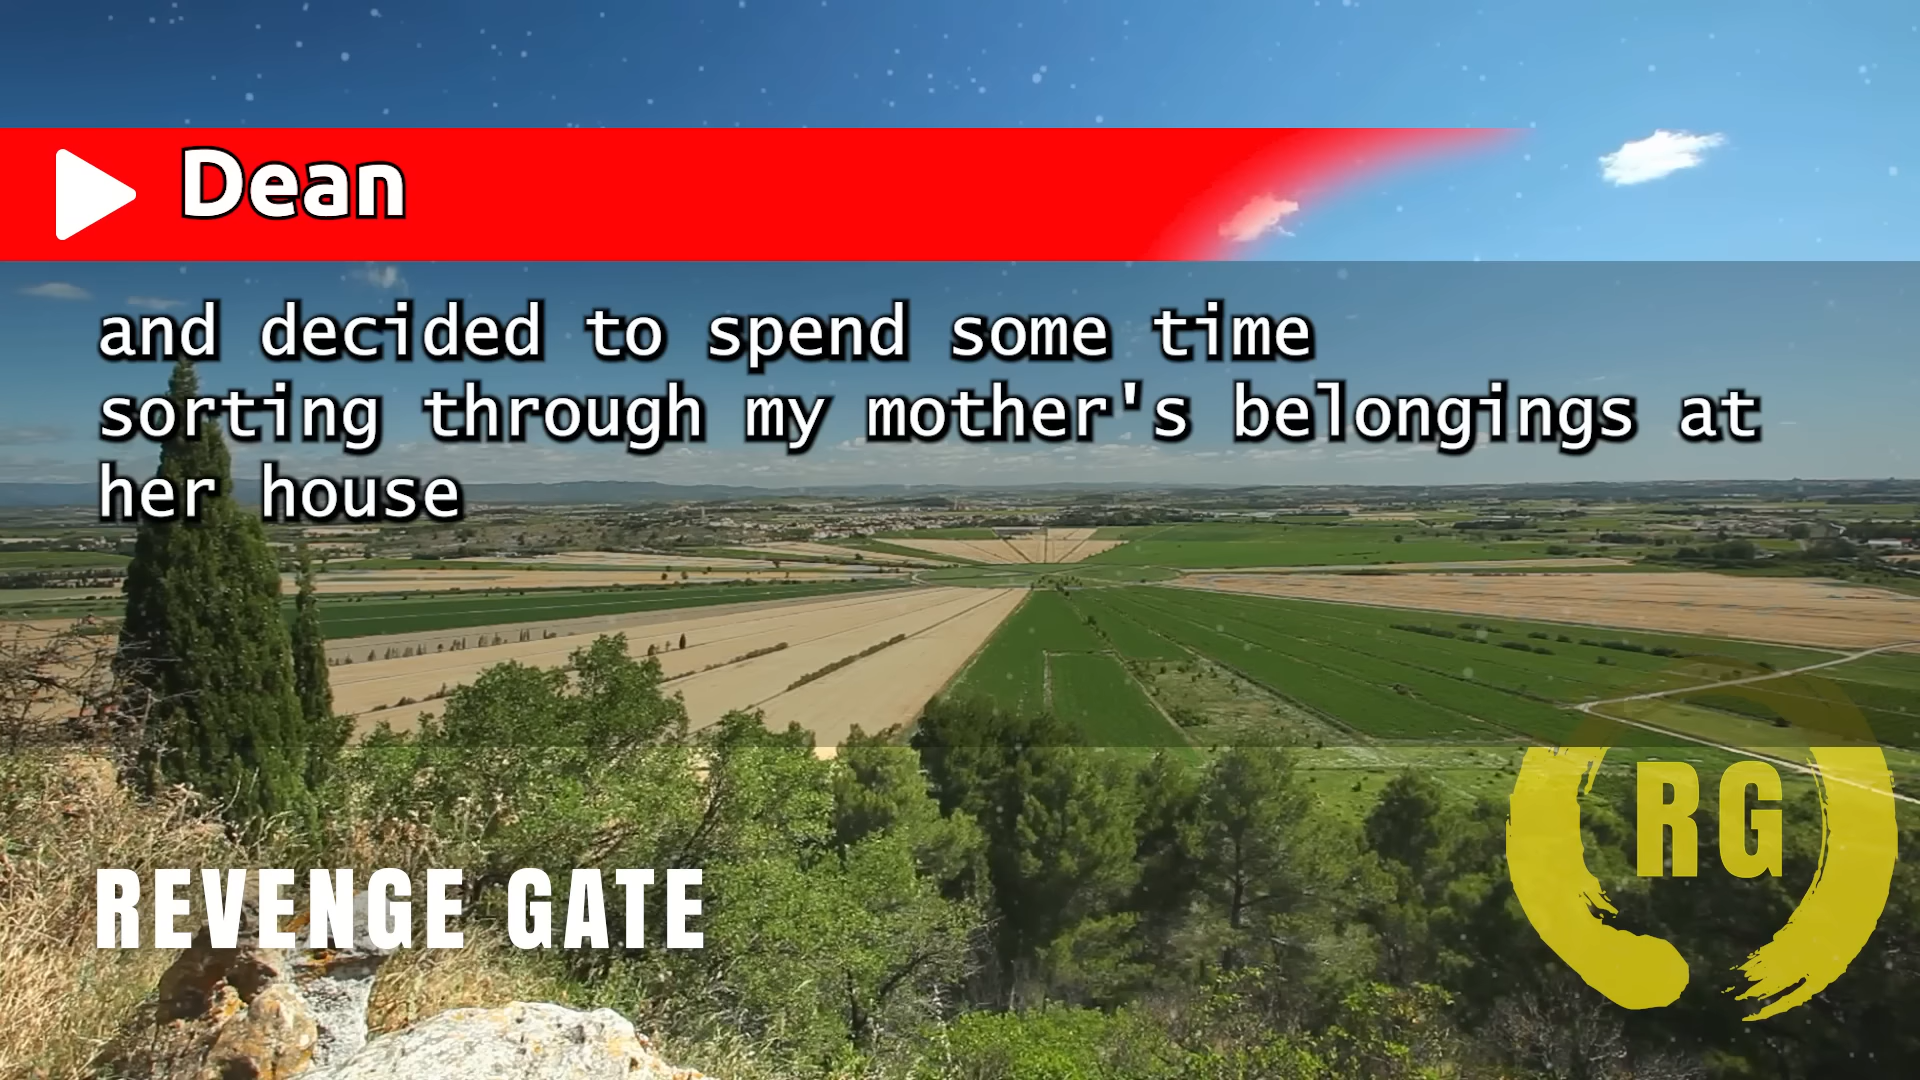 Dean
and decided to spend some time
sorting through my mother's belongings at
her house
REVENGE GATE
RG